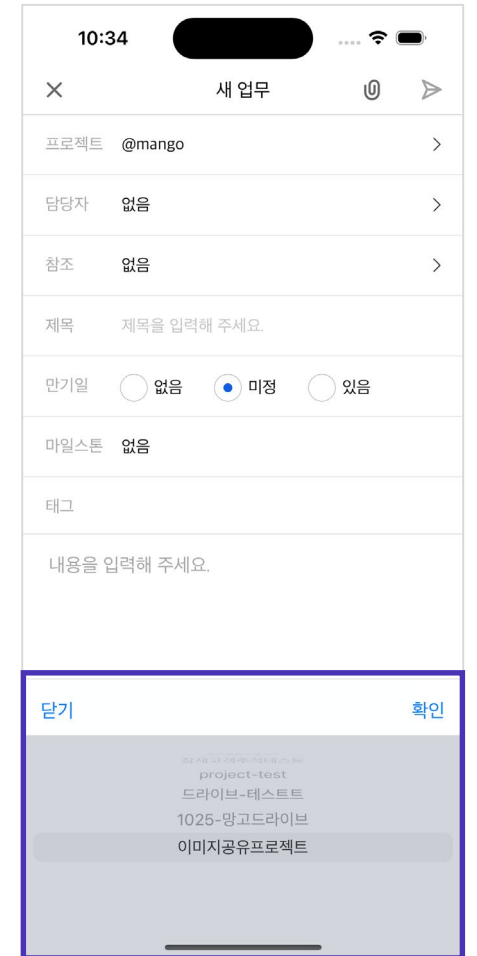 10:34
새 업무
프로젝트 @mango
담당자 없음
참조 없음
제목 제목을 입력해 주세요.
만기일 없음 미정 있음
마일스톤 없음
태그
내용을 입력해 주세요.
닫기 확인
project-test
드라이브-테스트트
1025-망고드라이브
이미지공유프로젝트